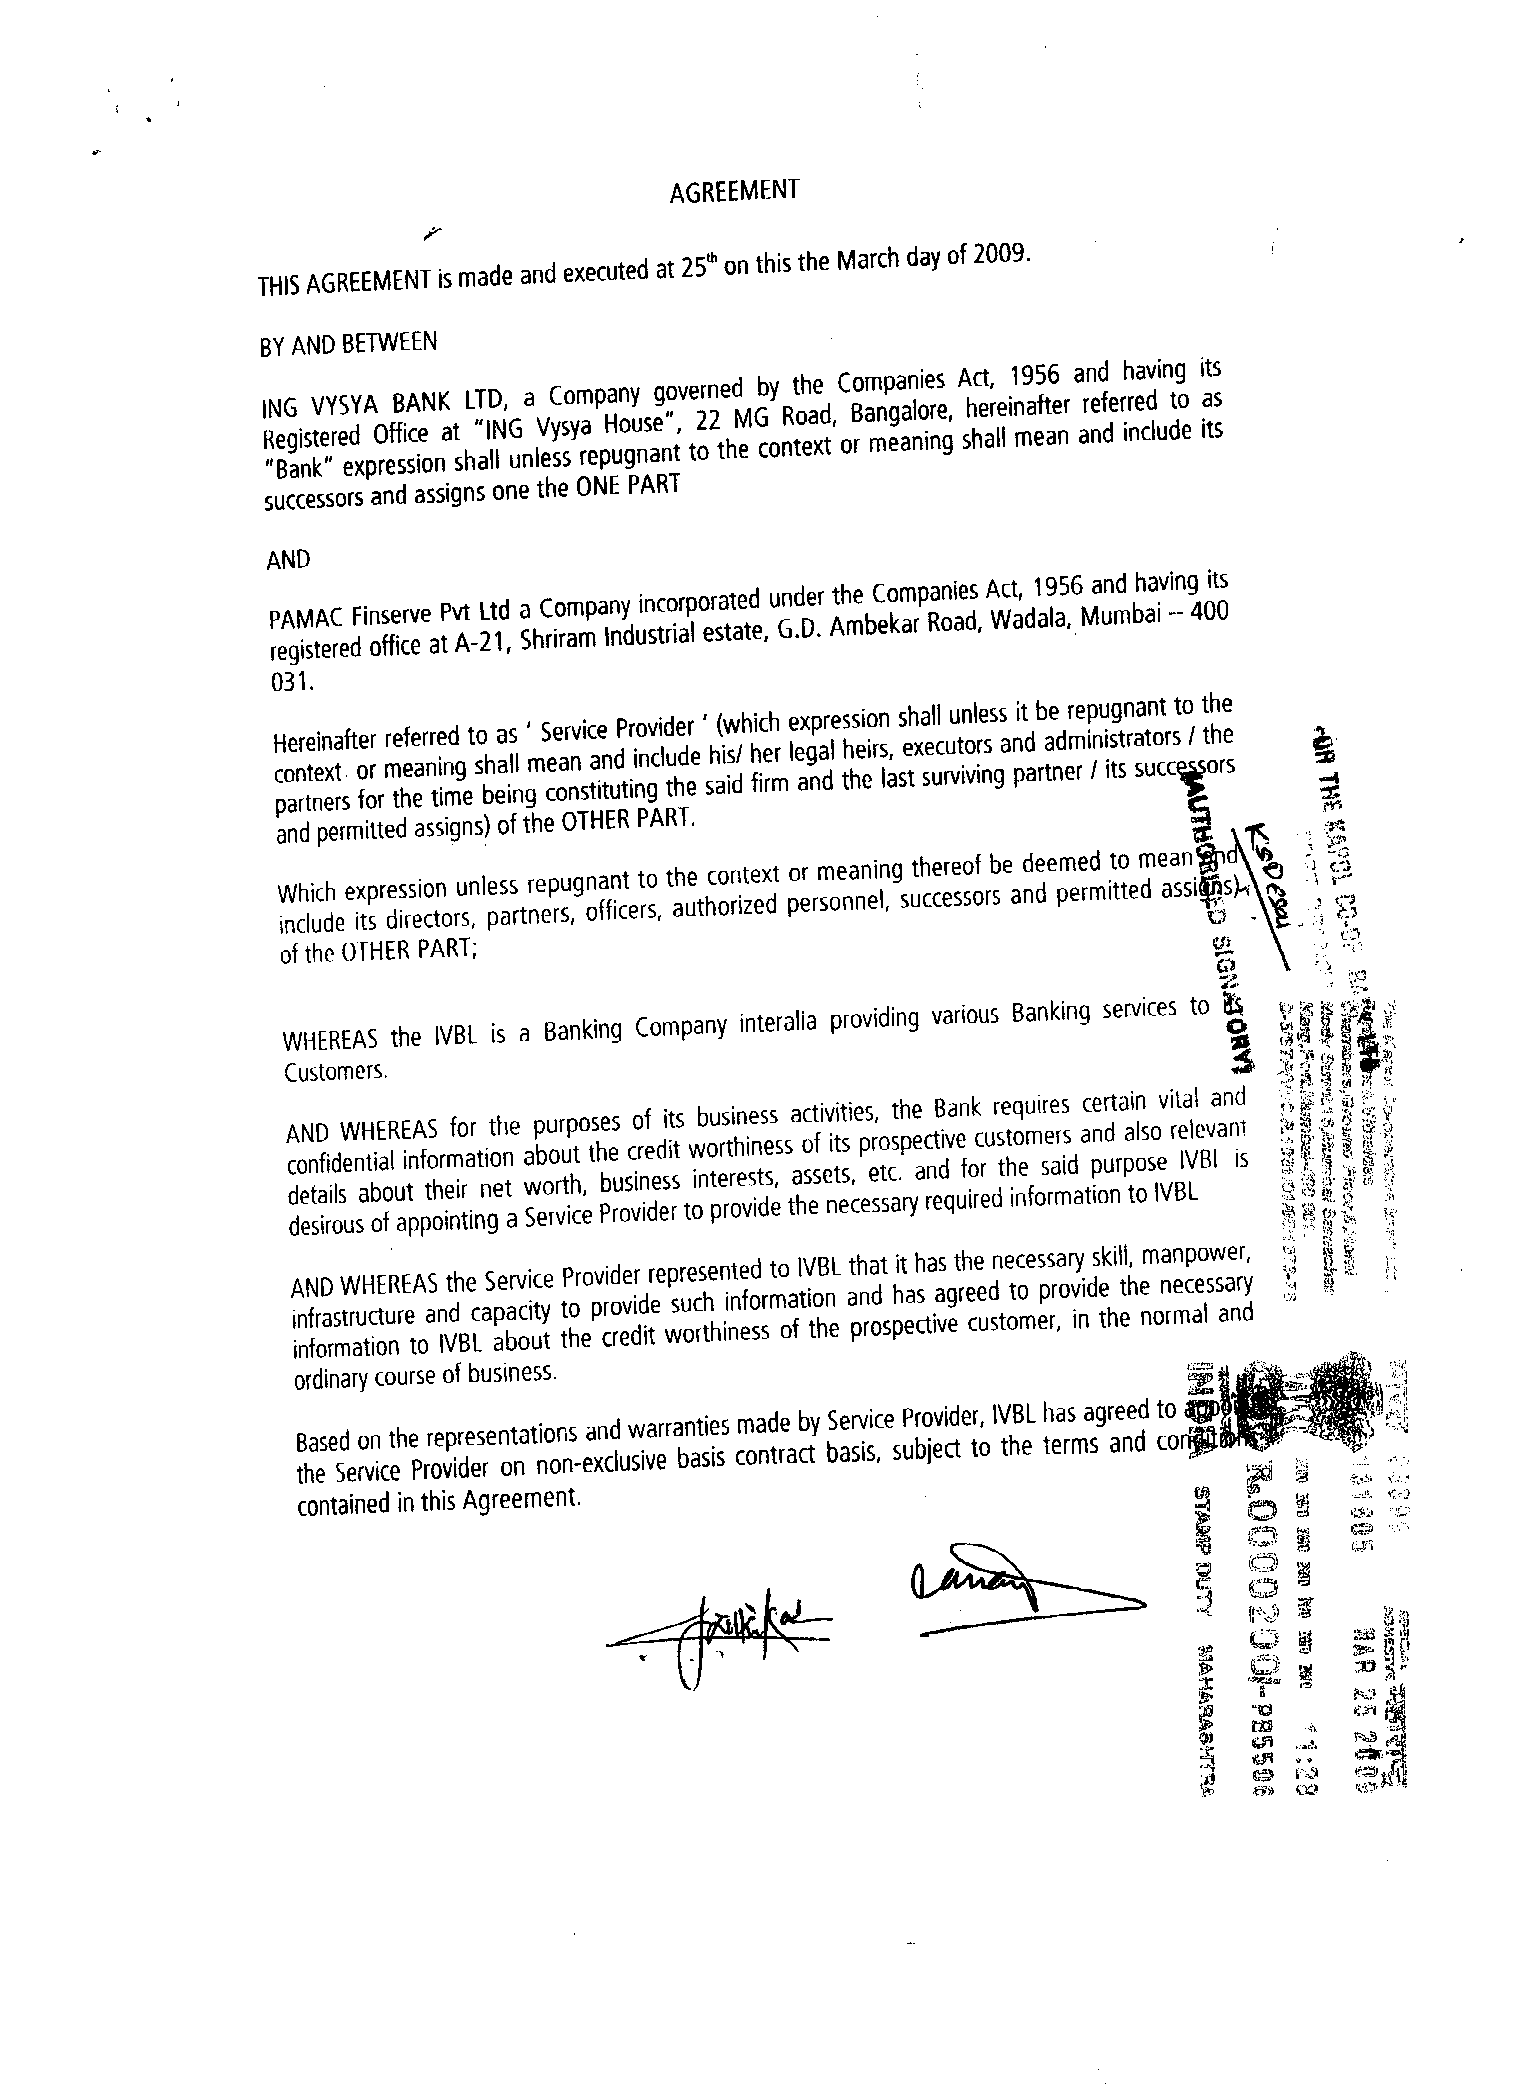 AGREEMENT
THIS AGREEMENT is made and executed at 25th on this the March day of 2009.
BY AND BETWEEN
ING VYSYA BANK LTD, a Company governed by the Companies Act, 1956 and having its
Registered Office at "ING Vysya House", 22 MG Road, Bangalore, hereinafter referred to as
"Bank" expression shall unless repugnant to the context or meaning shall mean and include its
successors and assigns one the ONE PART
AND
PAMAC Finserve Pvt Ltd a Company incorporated under the Companies Act, 1956 and having its
registered office at A-21, Shriram Industrial estate, G.D. Ambekar Road, Wadala, Mumbai – 400
031.
Hereinafter referred to as ' Service Provider ' (which expression shall unless it be repugnant to the
context or meaning shall mean and include his/ her legal heirs, executors and administrators / the
partners for the time being constituting the said firm and the last surviving partner / its successors
and permitted assigns) of the OTHER PART.
Which expression unless repugnant to the context or meaning thereof be deemed to mean and
include its directors, partners, officers, authorized personnel, successors and permitted assigns).
of the OTHER PART;
WHEREAS the IVBL is a Banking Company interalia providing various Banking services to
Customers.
AND WHEREAS for the purposes of its business activities, the Bank requires certain vital and
confidential information about the credit worthiness of its prospective customers and also relevant
details about their net worth, business interests, assets, etc. and for the said purpose IVBL is
desirous of appointing a Service Provider to provide the necessary required information to IVBL
AND WHEREAS the Service Provider represented to IVBL that it has the necessary skill, manpower,
infrastructure and capacity to provide such information and has agreed to provide the necessary
information to IVBL about the credit worthiness of the prospective customer, in the normal and
ordinary course of business.
Based on the representations and warranties made by Service Provider, IVBL has agreed to
the Service Provider on non-exclusive basis contract basis, subject to the terms and
contained in this Agreement.
AUTHORISED SIGNATORY
KSDesai
THE KAPOL CO-OP
INDIA
STAMP DUTY MAHARASHTRA
Rs.0000200/-PB5506
11:28
MAR 25 2009